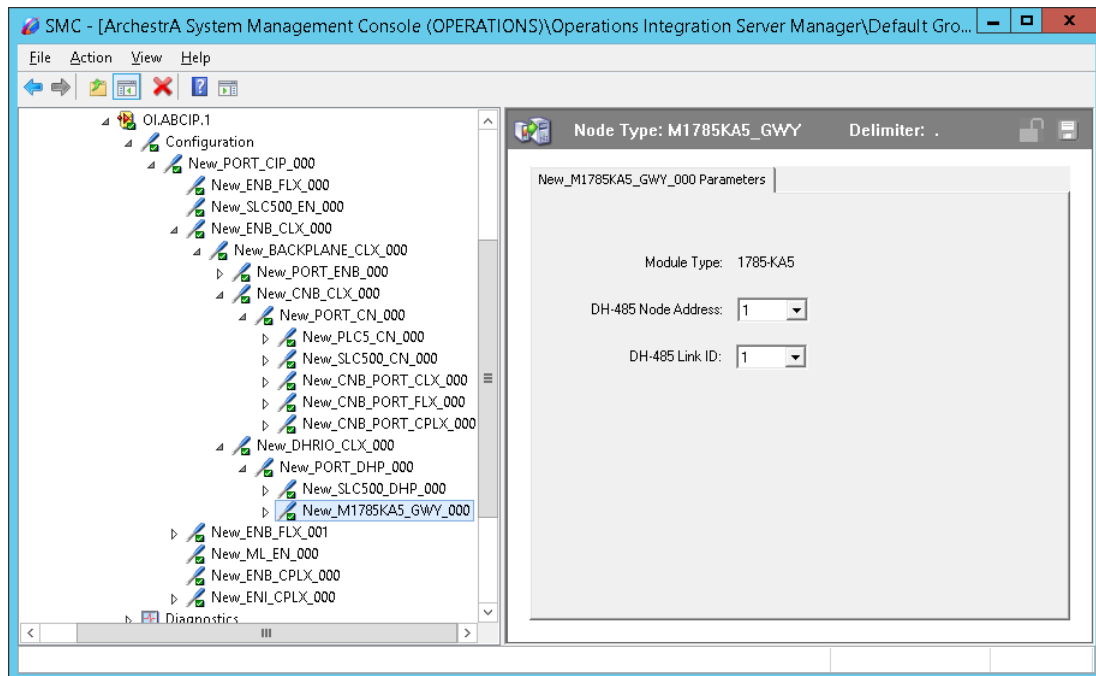 SMC - [ArchestrA System Management Console (OPERATIONS)\Operations Integration Server Manager\Default Gro...
File Action View Help
OI.ABCIP.1
Configuration
New_PORT_CIP_000
New_ENB_FLX_000
New_SLC500_EN_000
New_ENB_CLX_000
New_BACKPLANE_CLX_000
New_PORT_ENB_000
New_CNB_CLX_000
New_PORT_CN_000
New_PLC5_CN_000
New_SLC500_CN_000
New_CNB_PORT_CLX_000
New_CNB_PORT_FLX_000
New_CNB_PORT_CPLX_000
New_DHRIO_CLX_000
New_PORT_DHP_000
New_SLC500_DHP_000
New_M1785KA5_GWY_000
New_ENB_FLX_001
New_ML_EN_000
New_ENB_CPLX_000
New_ENI_CPLX_000
Diagnostics
Node Type: M1785KA5_GWY Delimiter: .
New_M1785KA5_GWY_000 Parameters
Module Type: 1785-KA5
DH-485 Node Address: 1
DH-485 Link ID: 1